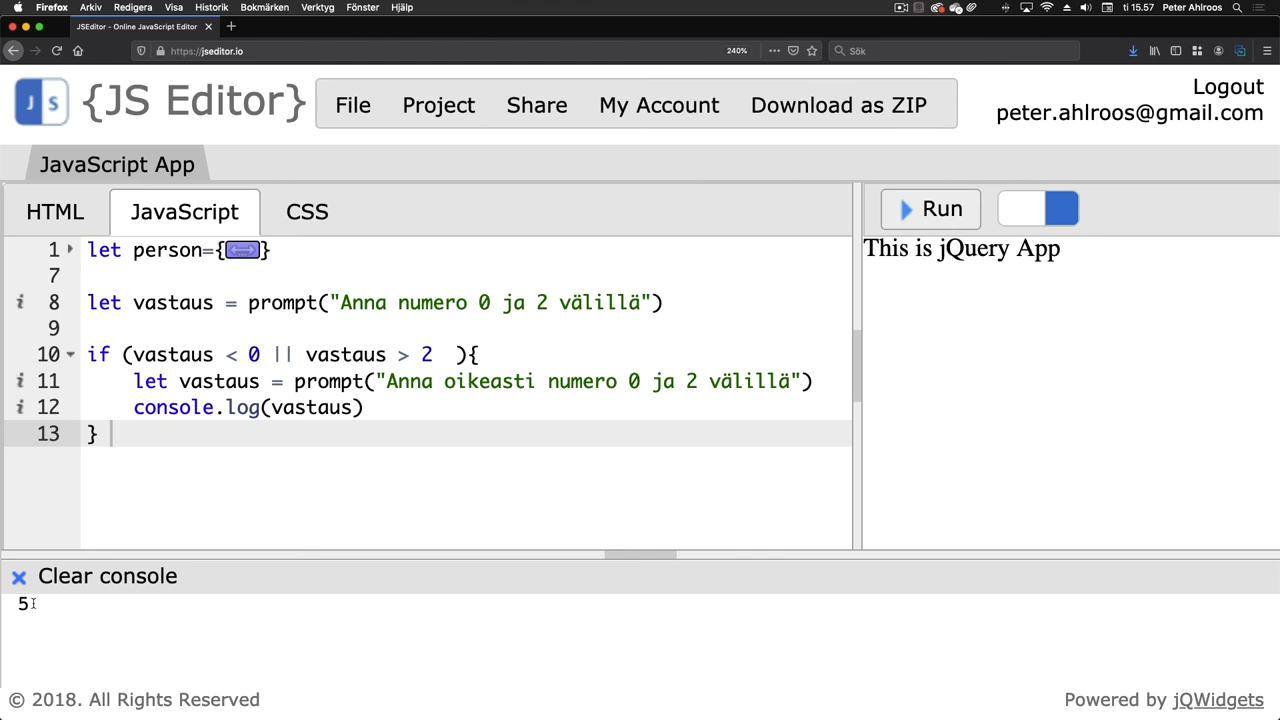 Firefox Arkiv Redigera Visa Historik Bokmärken Verktyg Fönster Hjälp ti 15.57 Peter Ahlroos
JSEditor - Online JavaScript Editor
https://jseditor.io 240% Sök
JS {JS Editor} File Project Share My Account Download as ZIP Logout
peter.ahlroos@gmail.com
JavaScript App
HTML JavaScript CSS Run
1 let person={} This is jQuery App
7
8 let vastaus = prompt("Anna numero 0 ja 2 välillä")
9
10 if (vastaus < 0 || vastaus > 2 ){
11 let vastaus = prompt("Anna oikeasti numero 0 ja 2 välillä")
12 console.log(vastaus)
13 }
Clear console
5
© 2018. All Rights Reserved Powered by jQWidgets